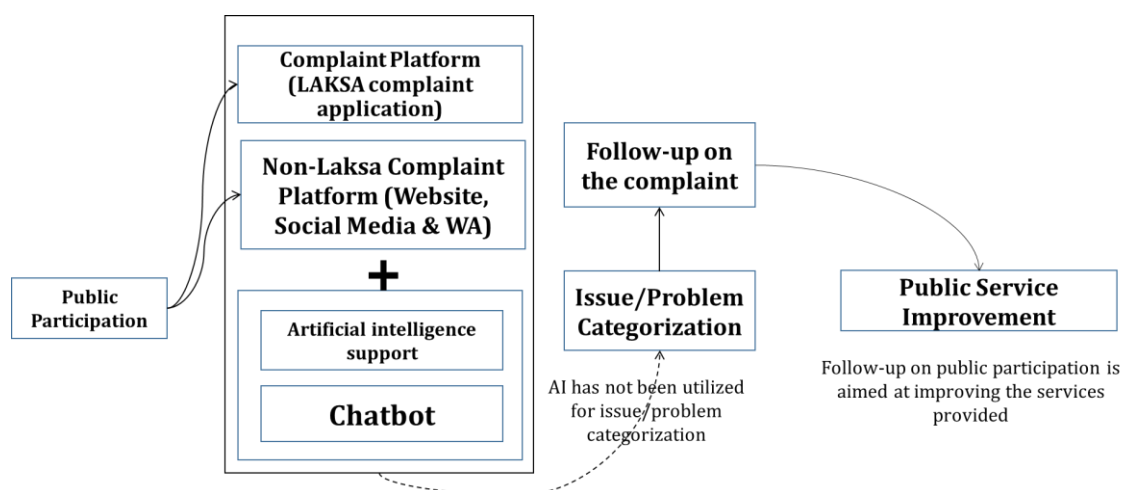 Complaint Platform
(LAKSA complaint
application)
Non-Laksa Complaint
Platform (Website,
Social Media & WA)
+
Public
Participation
Artificial intelligence
support
Chatbot
Follow-up on
the complaint
Issue/Problem
Categorization
AI has not been utilized
for issue/problem
categorization
Public Service
Improvement
Follow-up on public participation is
aimed at improving the services
provided